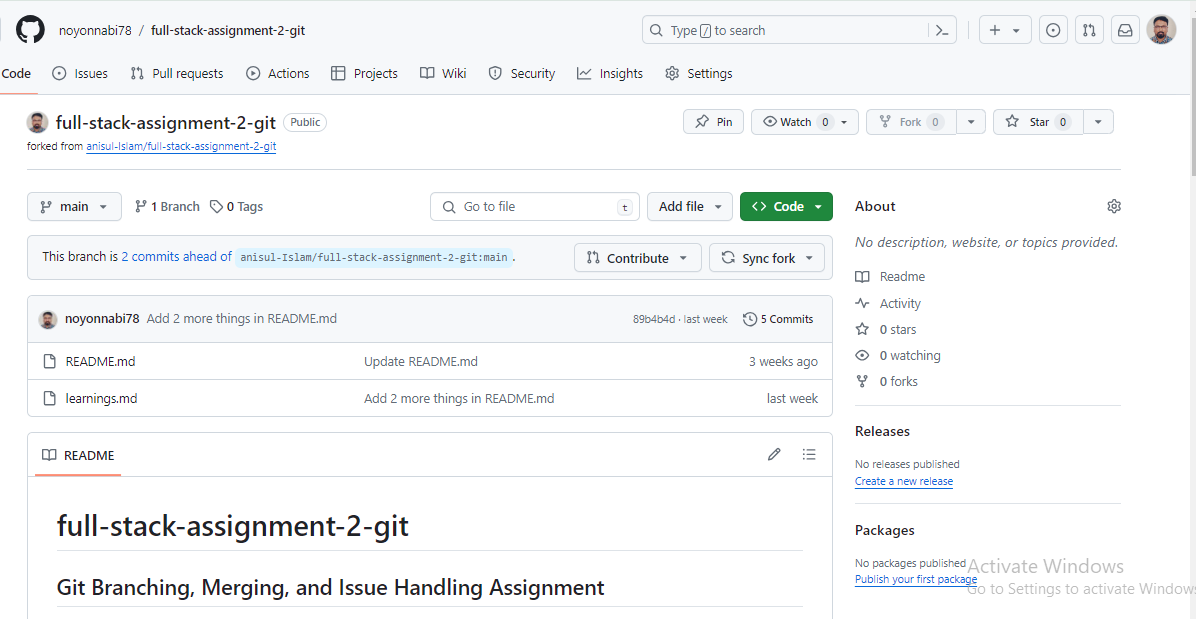 noyonnabi78 / full-stack-assignment-2-git
Type / to search
Code Issues Pull requests Actions Projects Wiki Security Insights Settings
full-stack-assignment-2-git Public
Pin Watch 0 Fork 0 Star 0
forked from anisul-Islam/full-stack-assignment-2-git
main 1 Branch 0 Tags
Go to file t Add file Code
This branch is 2 commits ahead of anisul-Islam/full-stack-assignment-2-git:main .
Contribute Sync fork
noyonnabi78 Add 2 more things in README.md 89b4b4d · last week 5 Commits
README.md Update README.md 3 weeks ago
learnings.md Add 2 more things in README.md last week
README
full-stack-assignment-2-git
Git Branching, Merging, and Issue Handling Assignment
About
No description, website, or topics provided.
Readme
Activity
0 stars
0 watching
0 forks
Releases
No releases published
Create a new release
Packages
No packages published
Publish your first package
Activate Windows
Go to Settings to activate Windows